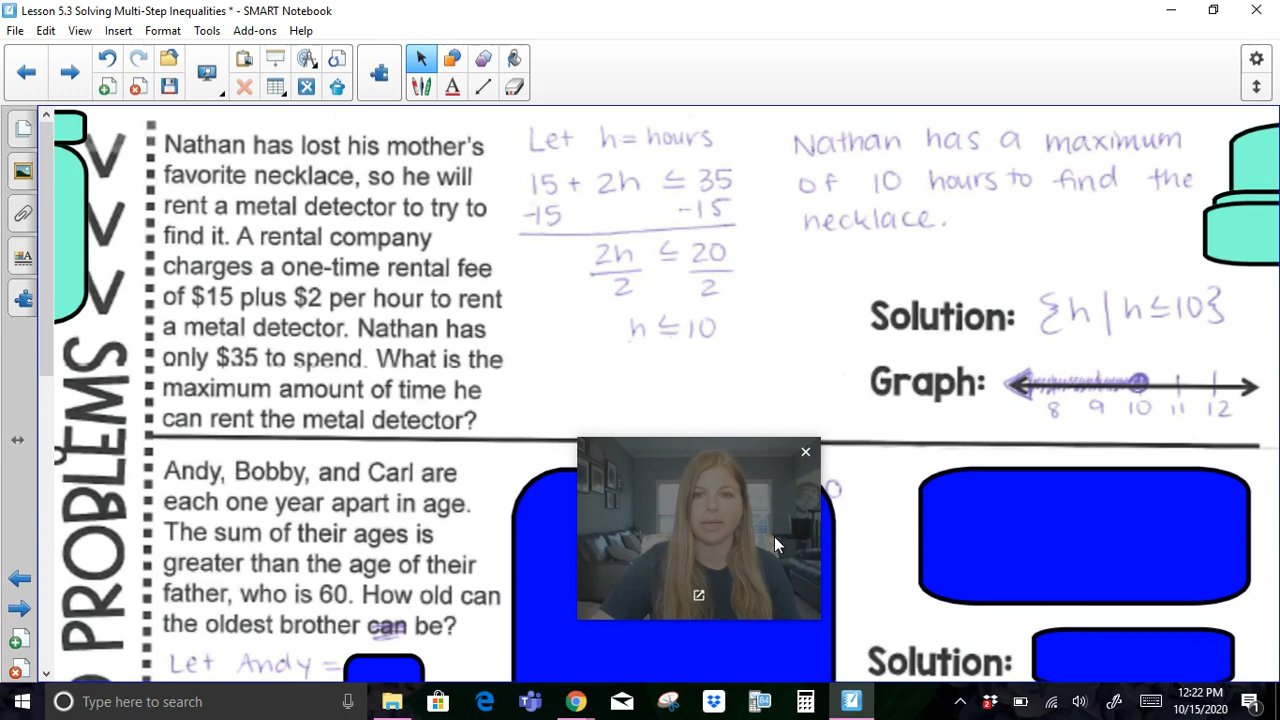 Lesson 5.3 Solving Multi-Step Inequalities * - SMART Notebook
File Edit View Insert Format Tools Add-ons Help
PROBLEMS
Nathan has lost his mother's
favorite necklace, so he will
rent a metal detector to try to
find it. A rental company
charges a one-time rental fee
of $15 plus $2 per hour to rent
a metal detector. Nathan has
only $35 to spend. What is the
maximum amount of time he
can rent the metal detector?
Let h = hours
15 + 2h ≤ 35
-15 -15
2h ≤ 20
2 2
h ≤ 10
Nathan has a maximum
of 10 hours to find the
necklace.
Solution: {h | h ≤ 10}
Graph:
8 9 10 11 12
Andy, Bobby, and Carl are
each one year apart in age.
The sum of their ages is
greater than the age of their
father, who is 60. How old can
the oldest brother can be?
Let Andy =
Solution:
Type here to search
12:22 PM
10/15/2020